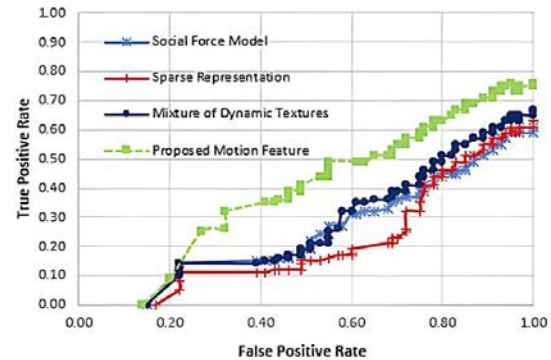 1.00
0.90
0.80
0.70
0.60
0.50
0.40
0.30
0.20
0.10
0.00
True Positive Rate
Social Force Model
Sparse Representation
Mixture of Dynamic Textures
Proposed Motion Feature
0.00 0.20 0.40 0.60 0.80 1.00
False Positive Rate